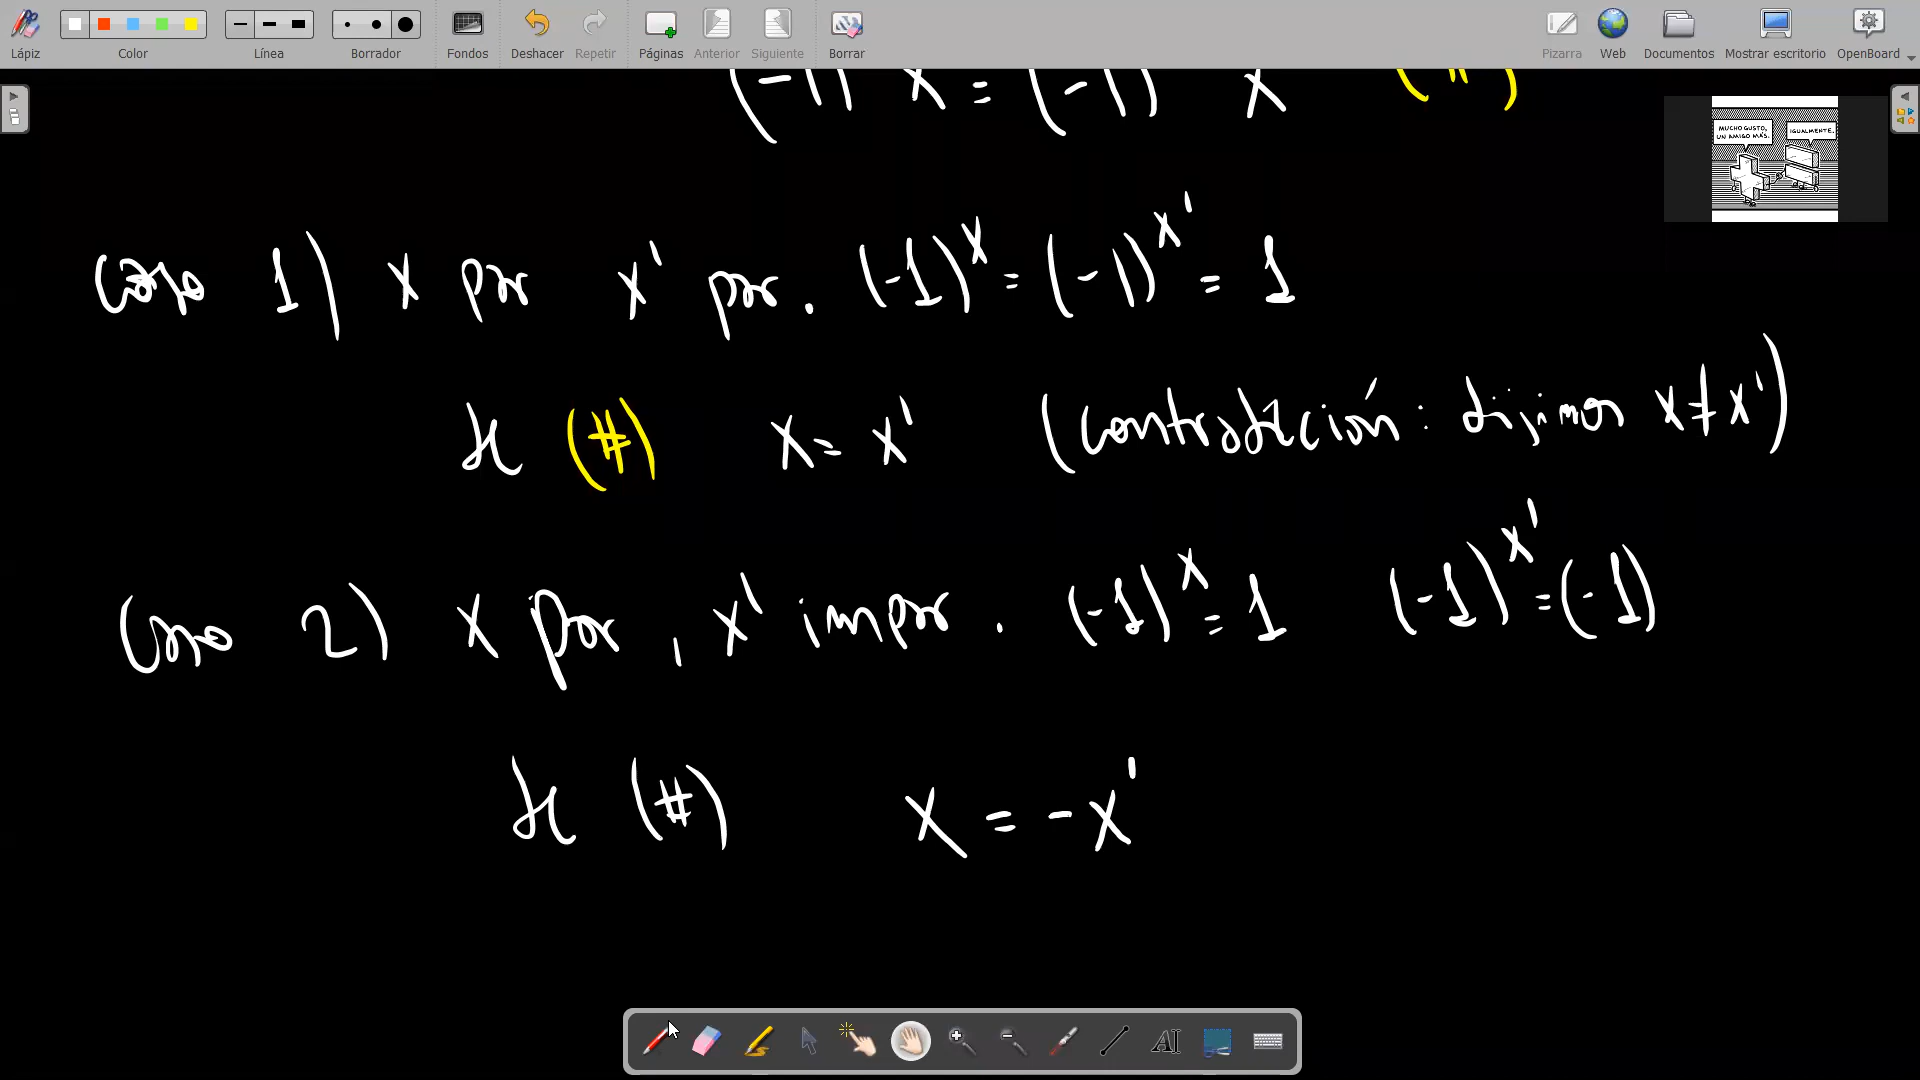 Lápiz Color Línea Borrador Fondos Deshacer Repetir Páginas Anterior Siguiente Borrar Pizarra Web Documentos Mostrar escritorio OpenBoard
(-1) x = (-1) x (#)
MUCHO GUSTO, UN AMIGO MÁS.
IGUALMENTE.
Caso 1) x par x' par. (-1)^x = (-1)^x' = 1
(#) x = x' (contradicción: dijimos x ≠ x')
Caso 2) x par, x' impar. (-1)^x = 1 (-1)^x' = (-1)
(#) x = -x'